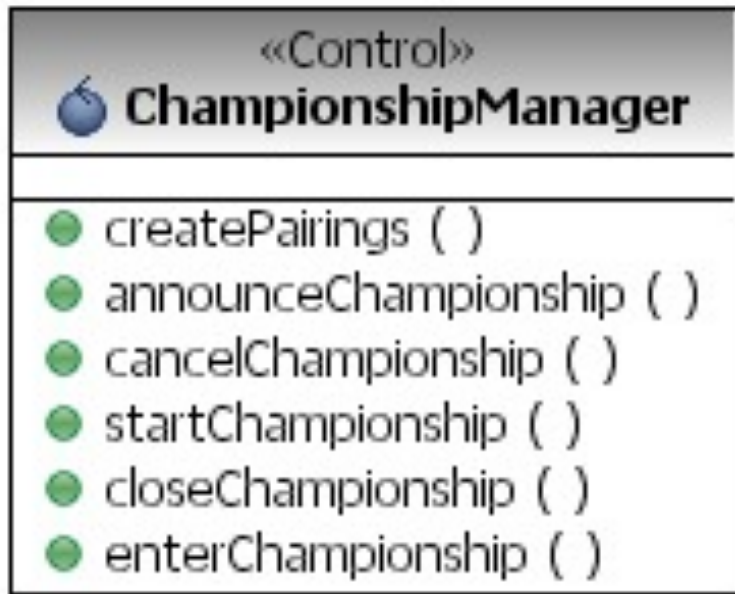 «Control»
ChampionshipManager
createPairings ( )
announceChampionship ( )
cancelChampionship ( )
startChampionship ( )
closeChampionship ( )
enterChampionship ( )